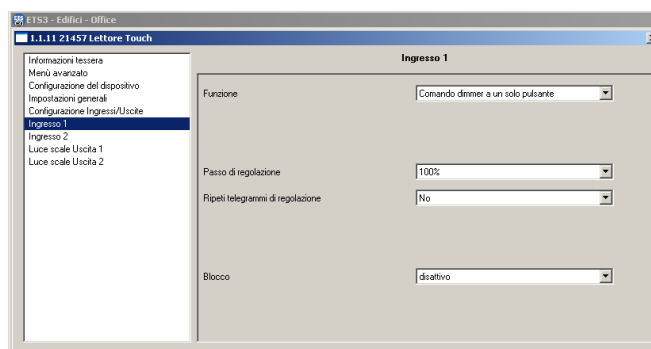 ETS3 - Edifici - Office
1.1.11 21457 Lettore Touch
Informazioni tessera
Menù avanzato
Configurazione del dispositivo
Impostazioni generali
Configurazione Ingressi/Uscite
Ingresso 1
Ingresso 2
Luce scale Uscita 1
Luce scale Uscita 2
Ingresso 1
Funzione Comando dimmer a un solo pulsante
Passo di regolazione 100%
Ripeti telegrammi di regolazione No
Blocco disattivo